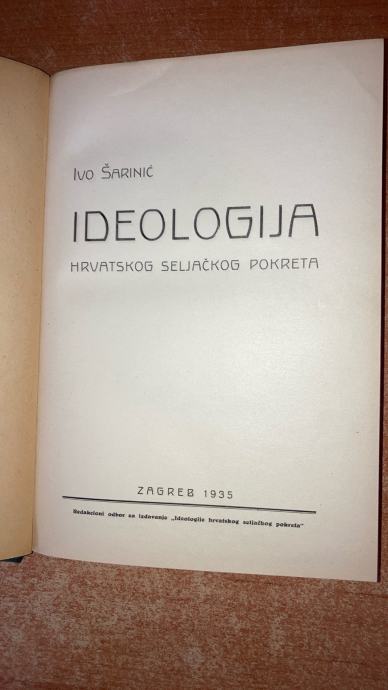 Ivo Šarinić
IDEOLOGIJA
HRVATSKOG SELJAČKOG POKRETA
ZAGREB 1935
Redakcioni odbor za izdavanje „Ideologije hrvatskog seljačkog pokreta"